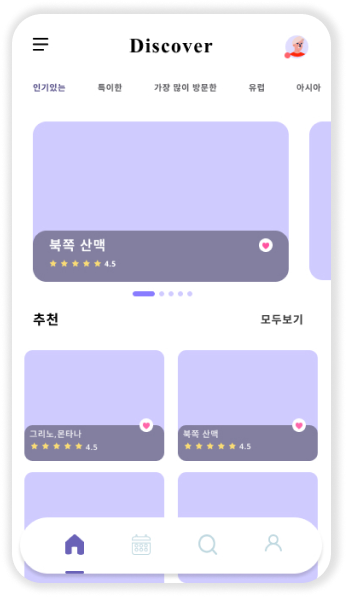 Discover
인기있는 특이한 가장 많이 방문한 유럽 아시아
북쪽 산맥
4.5
추천 모두보기
그리노,몬타나 북쪽 산맥
4.5 4.5